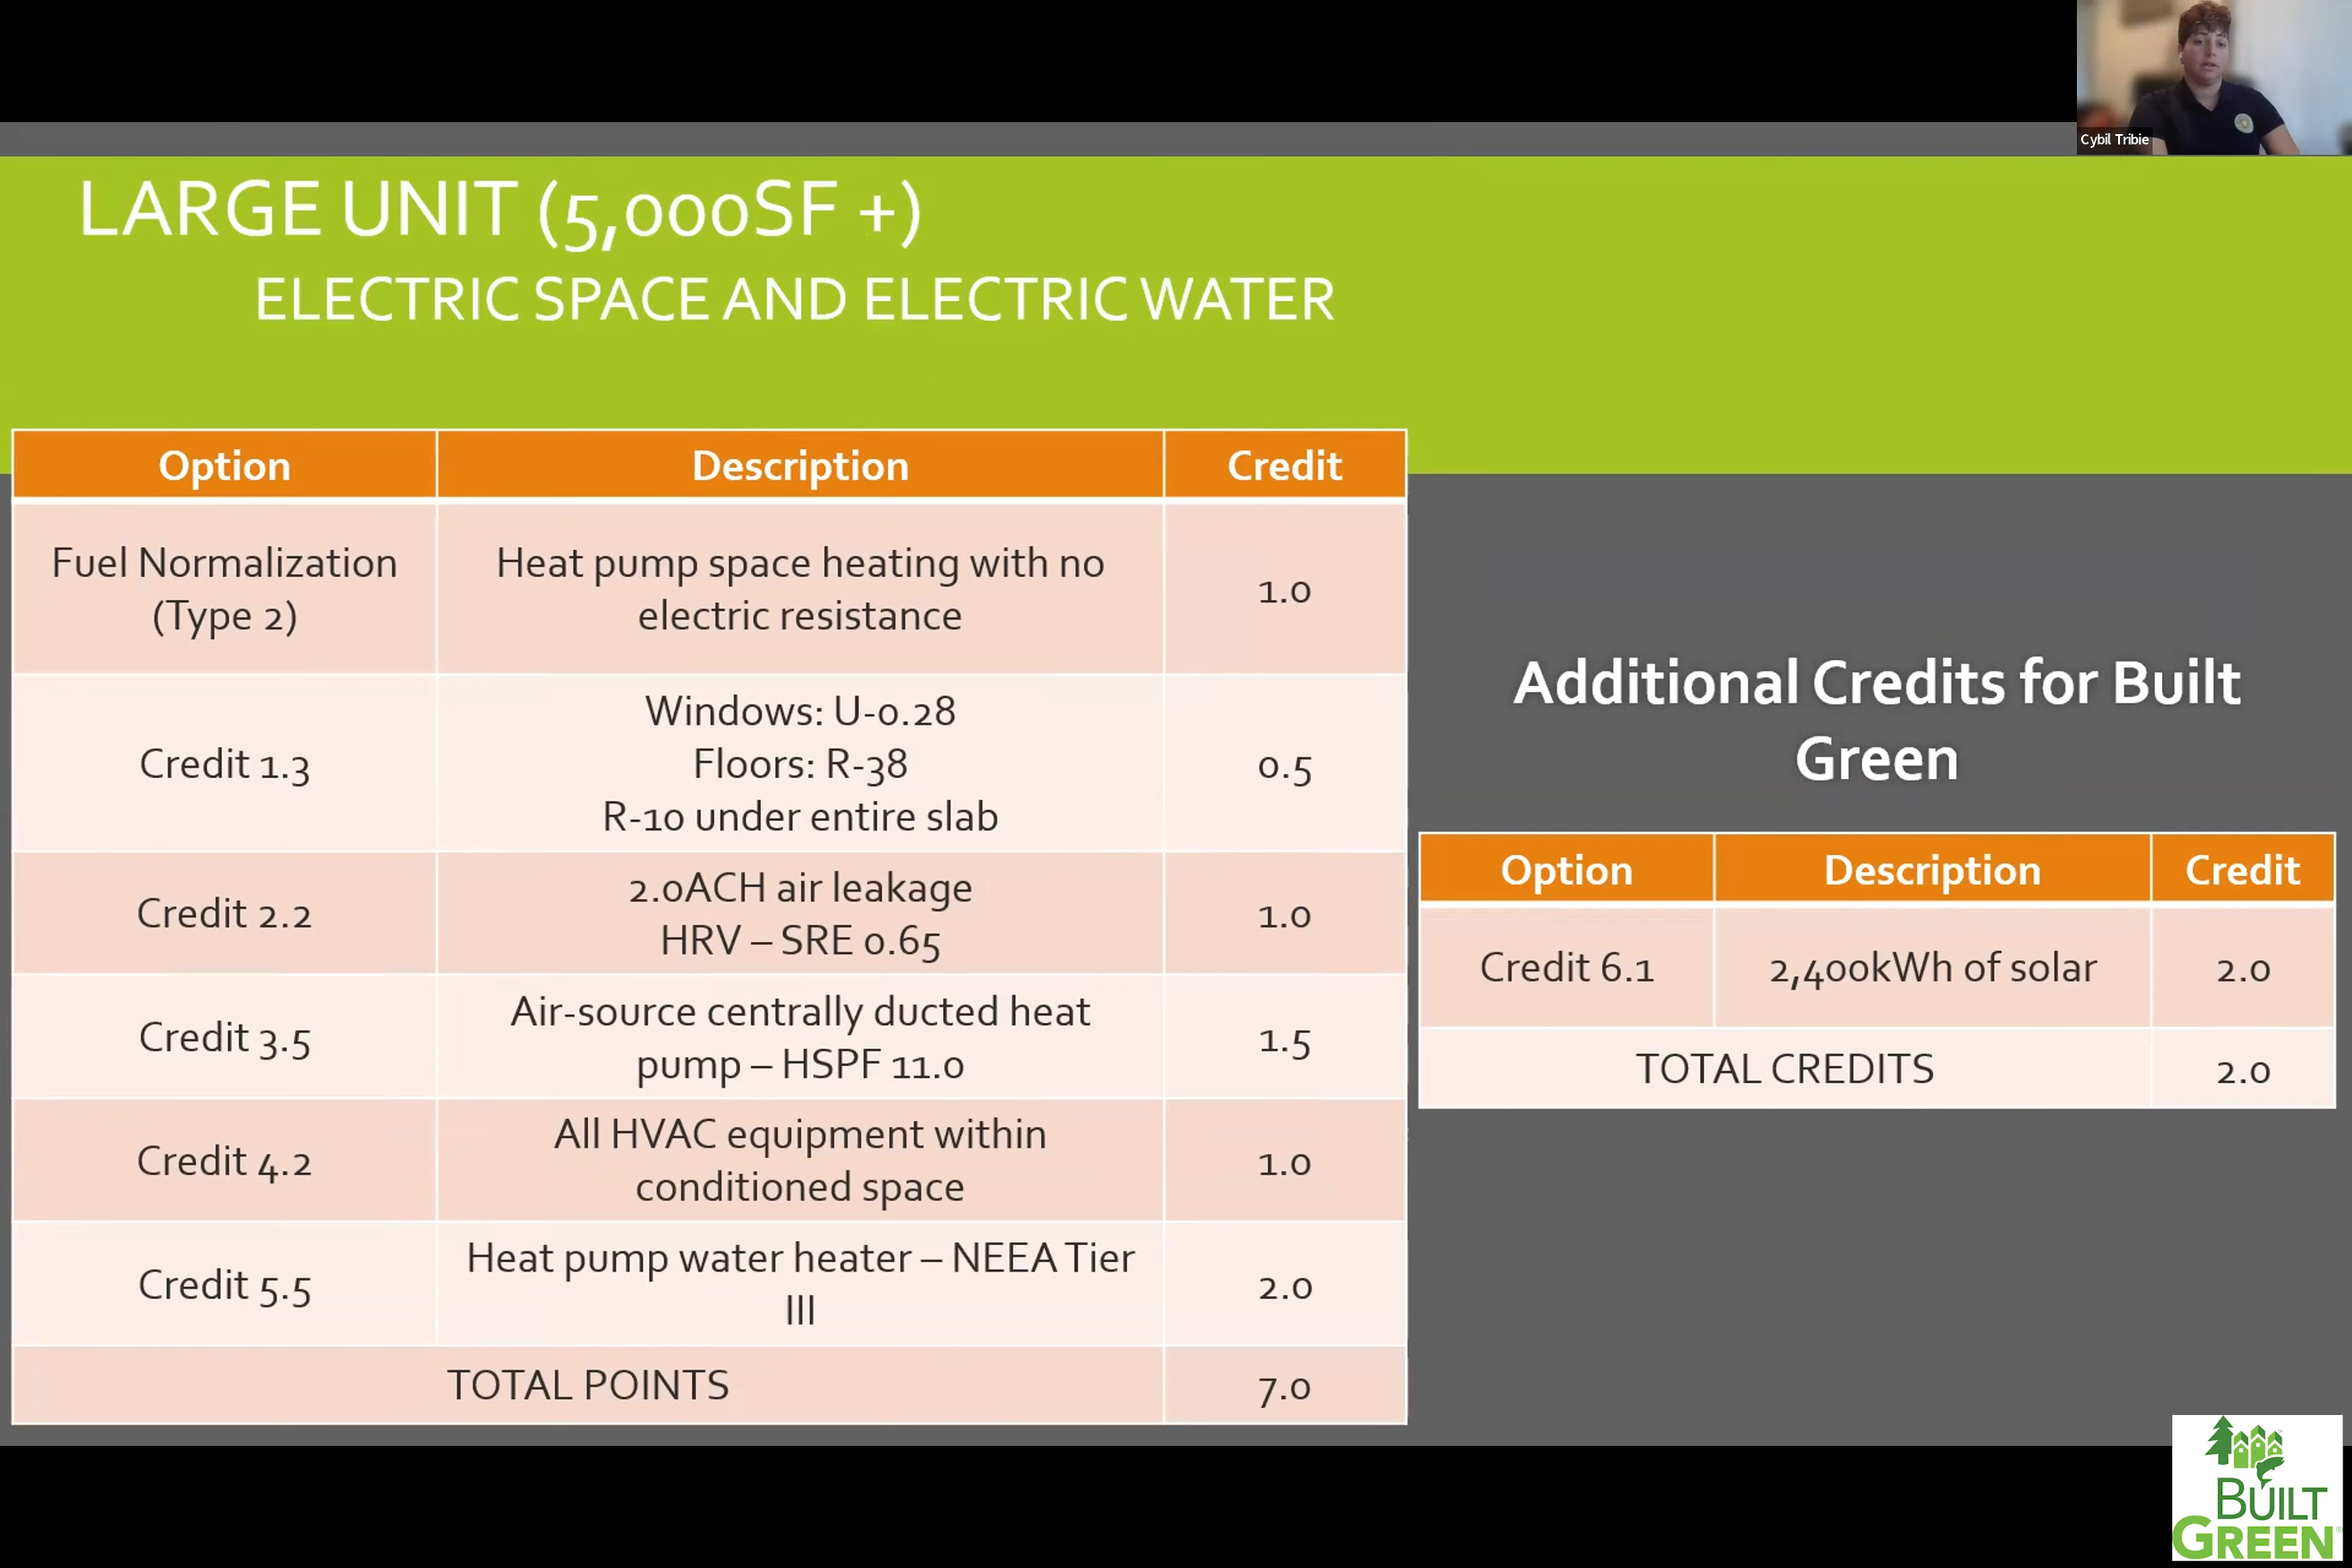 Cybil Tribie
LARGE UNIT (5,000SF +)
ELECTRIC SPACE AND ELECTRIC WATER
Option Description Credit
Fuel Normalization
(Type 2)
Heat pump space heating with no
electric resistance
1.0
Credit 1.3
Windows: U-0.28
Floors: R-38
R-10 under entire slab
0.5
Credit 2.2
2.0ACH air leakage
HRV – SRE 0.65
1.0
Credit 3.5
Air-source centrally ducted heat
pump – HSPF 11.0
1.5
Credit 4.2
All HVAC equipment within
conditioned space
1.0
Credit 5.5
Heat pump water heater – NEEA Tier
III
2.0
TOTAL POINTS 7.0
Additional Credits for Built
Green
Option Description Credit
Credit 6.1 2,400kWh of solar 2.0
TOTAL CREDITS 2.0
BUILT
GREEN